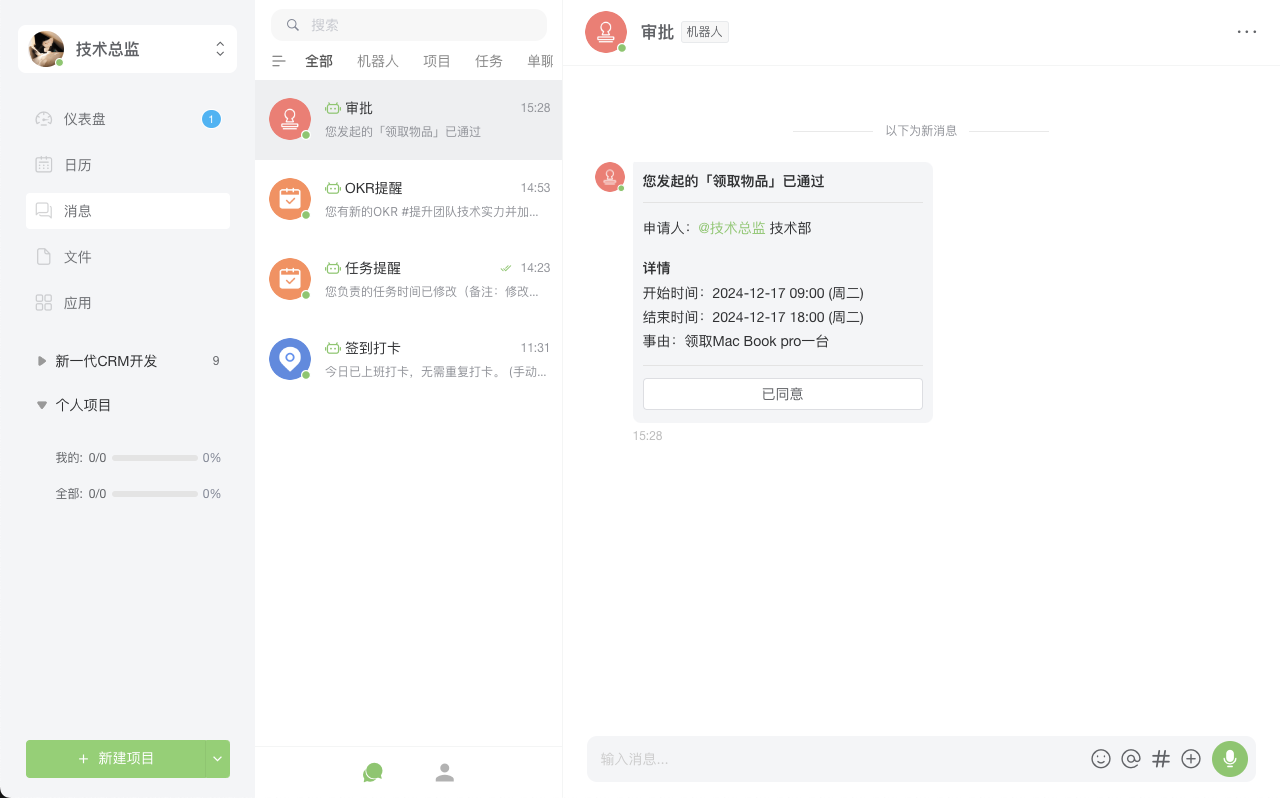 技术总监
仪表盘
1
日历
消息
文件
应用
新一代CRM开发
9
个人项目
我的: 0/0
0%
全部: 0/0
0%
新建项目
搜索
全部
机器人
项目
任务
单聊
审批
15:28
您发起的「领取物品」已通过
OKR提醒
14:53
您有新的OKR #提升团队技术实力并加...
任务提醒
14:23
您负责的任务时间已修改（备注：修改...
签到打卡
11:31
今日已上班打卡，无需重复打卡。 (手动...
审批
机器人
以下为新消息
您发起的「领取物品」已通过
申请人：@技术总监 技术部
详情
开始时间：2024-12-17 09:00 (周二)
结束时间：2024-12-17 18:00 (周二)
事由：领取Mac Book pro一台
已同意
15:28
输入消息...